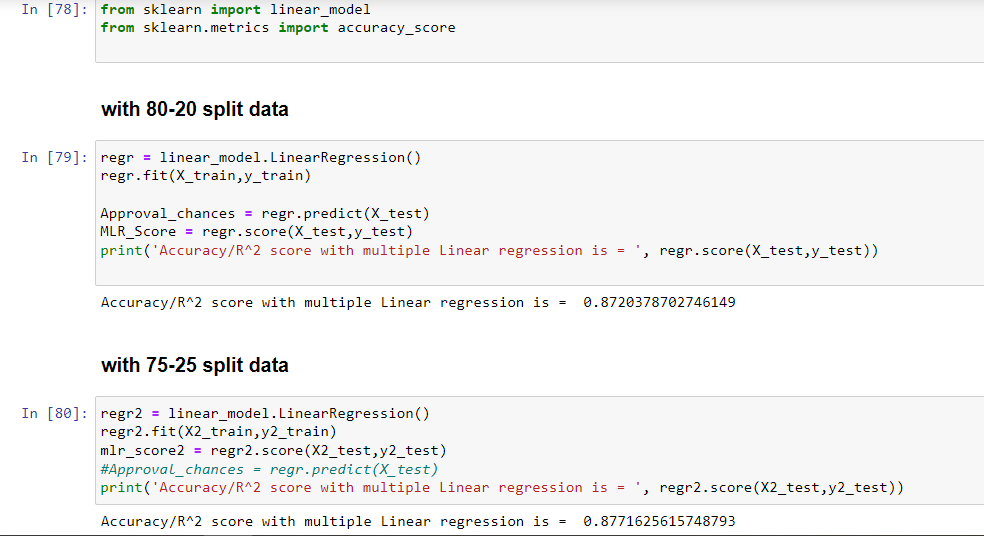 In [78]: from sklearn import linear_model
from sklearn.metrics import accuracy_score
with 80-20 split data
In [79]: regr = linear_model.LinearRegression()
regr.fit(X_train,y_train)
Approval_chances = regr.predict(X_test)
MLR_Score = regr.score(X_test,y_test)
print('Accuracy/R^2 score with multiple Linear regression is = ', regr.score(X_test,y_test))
Accuracy/R^2 score with multiple Linear regression is =  0.8720378702746149
with 75-25 split data
In [80]: regr2 = linear_model.LinearRegression()
regr2.fit(X2_train,y2_train)
mlr_score2 = regr2.score(X2_test,y2_test)
#Approval_chances = regr.predict(X_test)
print('Accuracy/R^2 score with multiple Linear regression is = ', regr2.score(X2_test,y2_test))
Accuracy/R^2 score with multiple Linear regression is =  0.8771625615748793